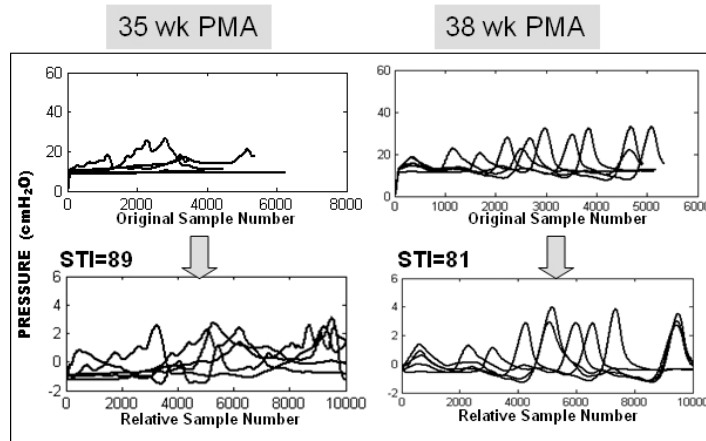 35 wk PMA
38 wk PMA
PRESSURE (cmH₂O)
60
40
20
0
0 2000 4000 6000 8000
Original Sample Number
60
40
20
0
0 1000 2000 3000 4000 5000 6000
Original Sample Number
STI=89
6
4
2
0
-2
0 2000 4000 6000 8000 10000
Relative Sample Number
STI=81
6
4
2
0
-2
0 2000 4000 6000 8000 10000
Relative Sample Number